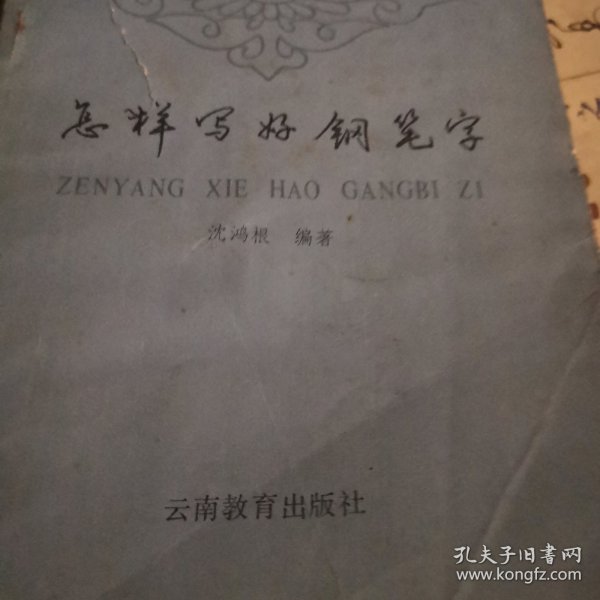 怎样写好钢笔字
ZENYANG XIE HAO GANGBI ZI
沈鸿根 编著
云南教育出版社
孔夫子旧书网
www.kongfz.com